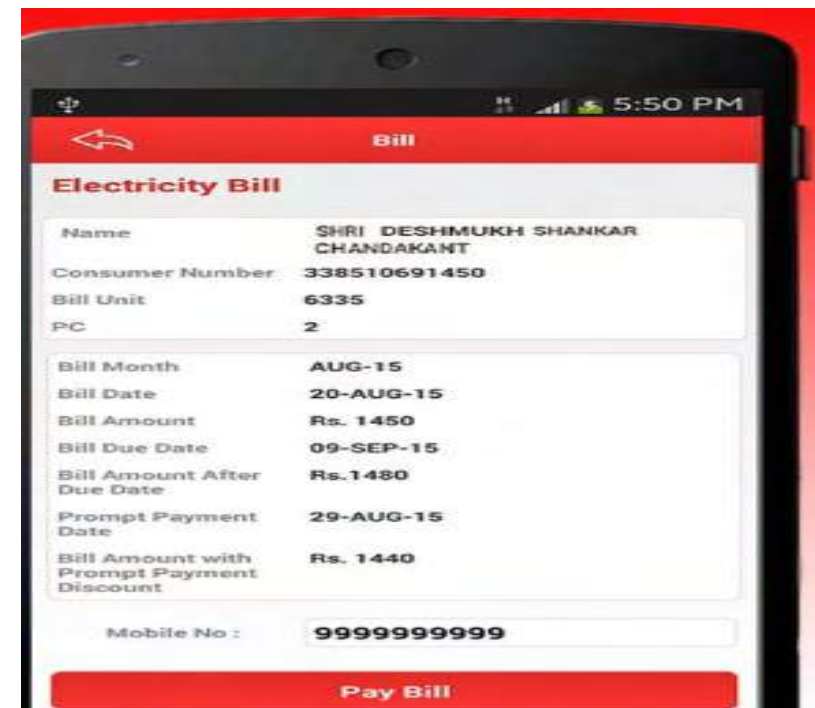 5:50 PM
Bill
Electricity Bill
Name SHRI DESHMUKH SHANKAR
CHANDAKANT
Consumer Number 338510691450
Bill Unit 6335
PC 2
Bill Month AUG-15
Bill Date 20-AUG-15
Bill Amount Rs. 1450
Bill Due Date 09-SEP-15
Bill Amount After
Due Date Rs.1480
Prompt Payment
Date 29-AUG-15
Bill Amount with
Prompt Payment
Discount Rs. 1440
Mobile No : 9999999999
Pay Bill